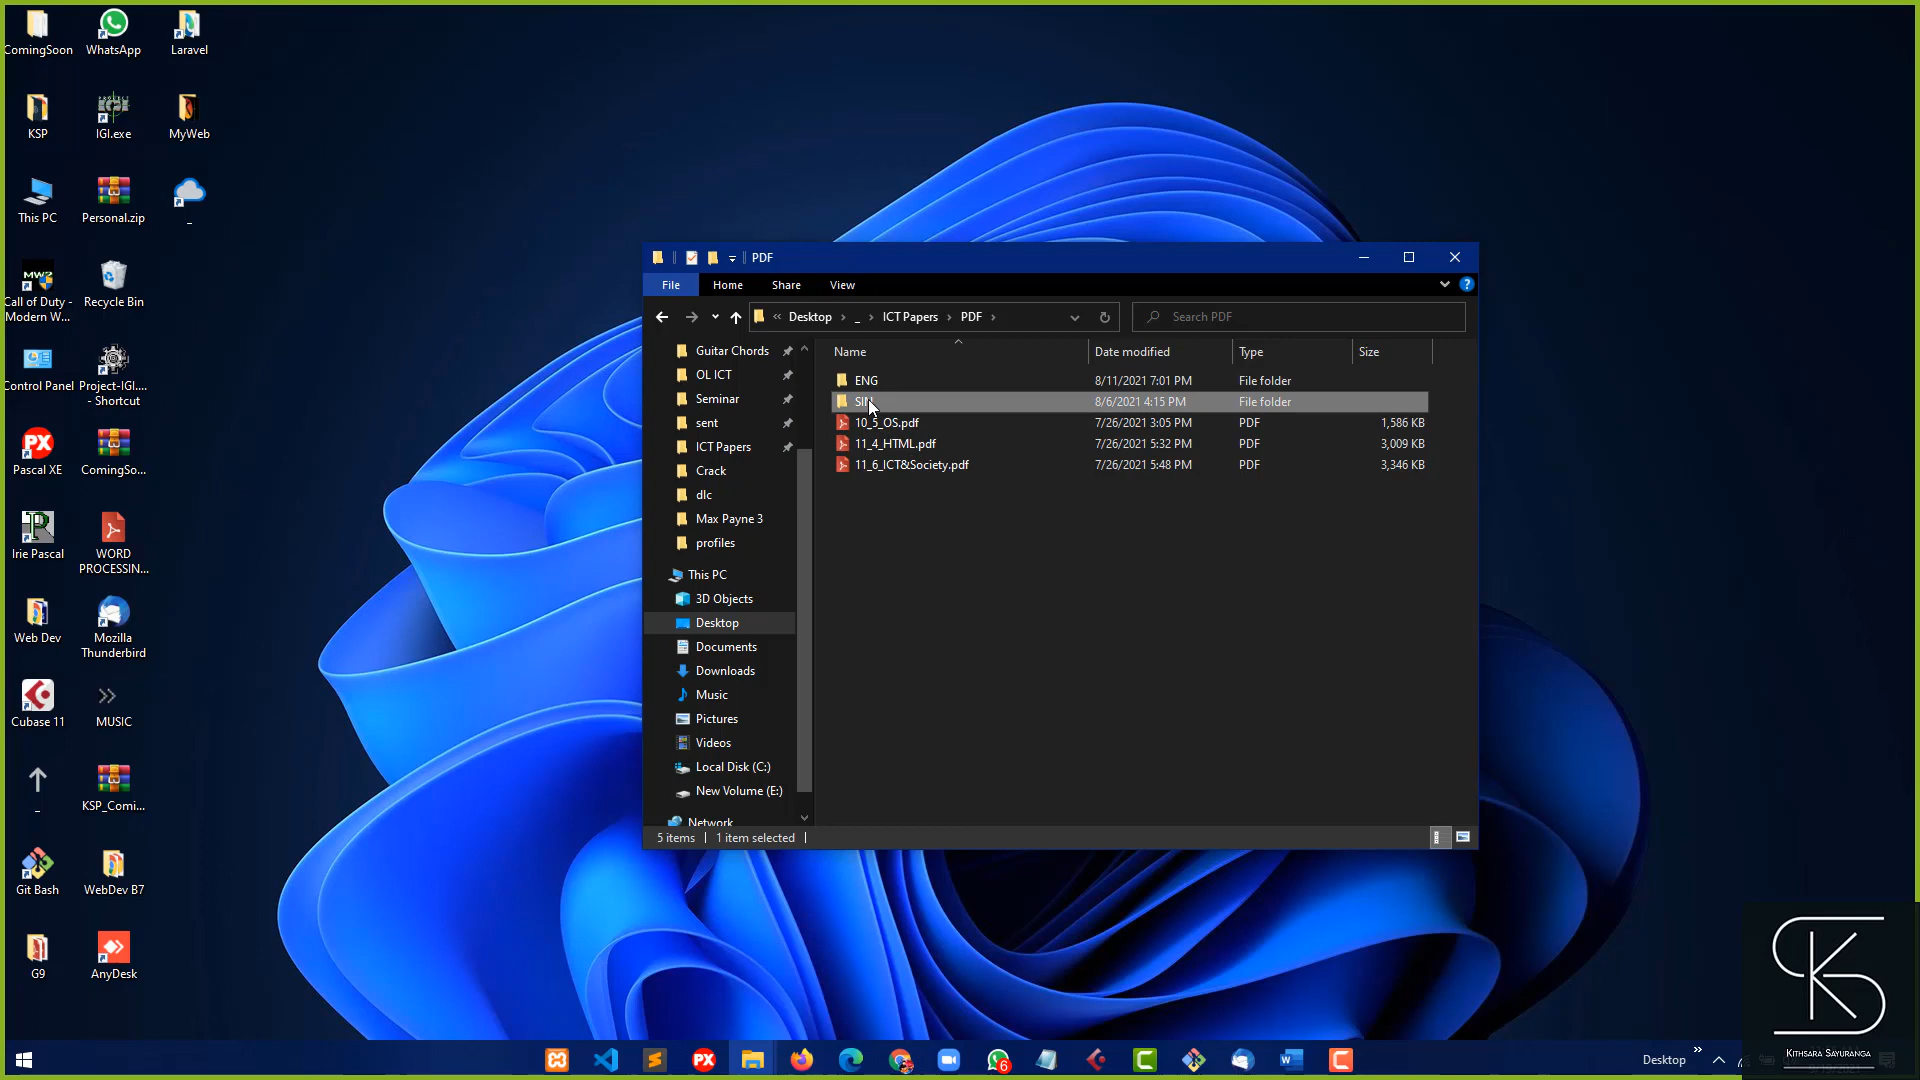 ComingSoon
WhatsApp
Laravel
KSP
IGI.exe
MyWeb
This PC
Personal.zip
_
Call of Duty -
Modern W...
Recycle Bin
Control Panel
Project-IGI....
- Shortcut
Pascal XE
ComingSo...
Irie Pascal
WORD
PROCESSIN...
Web Dev
Mozilla
Thunderbird
Cubase 11
MUSIC
_
KSP_Comi...
Git Bash
WebDev B7
G9
AnyDesk
PDF
File Home Share View
« Desktop › _ › ICT Papers › PDF ›
Search PDF
Guitar Chords
OL ICT
Seminar
sent
ICT Papers
Crack
dlc
Max Payne 3
profiles
This PC
3D Objects
Desktop
Documents
Downloads
Music
Pictures
Videos
Local Disk (C:)
New Volume (E:)
Network
Name Date modified Type Size
ENG 8/11/2021 7:01 PM File folder
SIN 8/6/2021 4:15 PM File folder
10_5_OS.pdf 7/26/2021 3:05 PM PDF 1,586 KB
11_4_HTML.pdf 7/26/2021 5:32 PM PDF 3,009 KB
11_6_ICT&Society.pdf 7/26/2021 5:48 PM PDF 3,346 KB
5 items 1 item selected
6
Desktop »
KITHSARA SAYURANGA